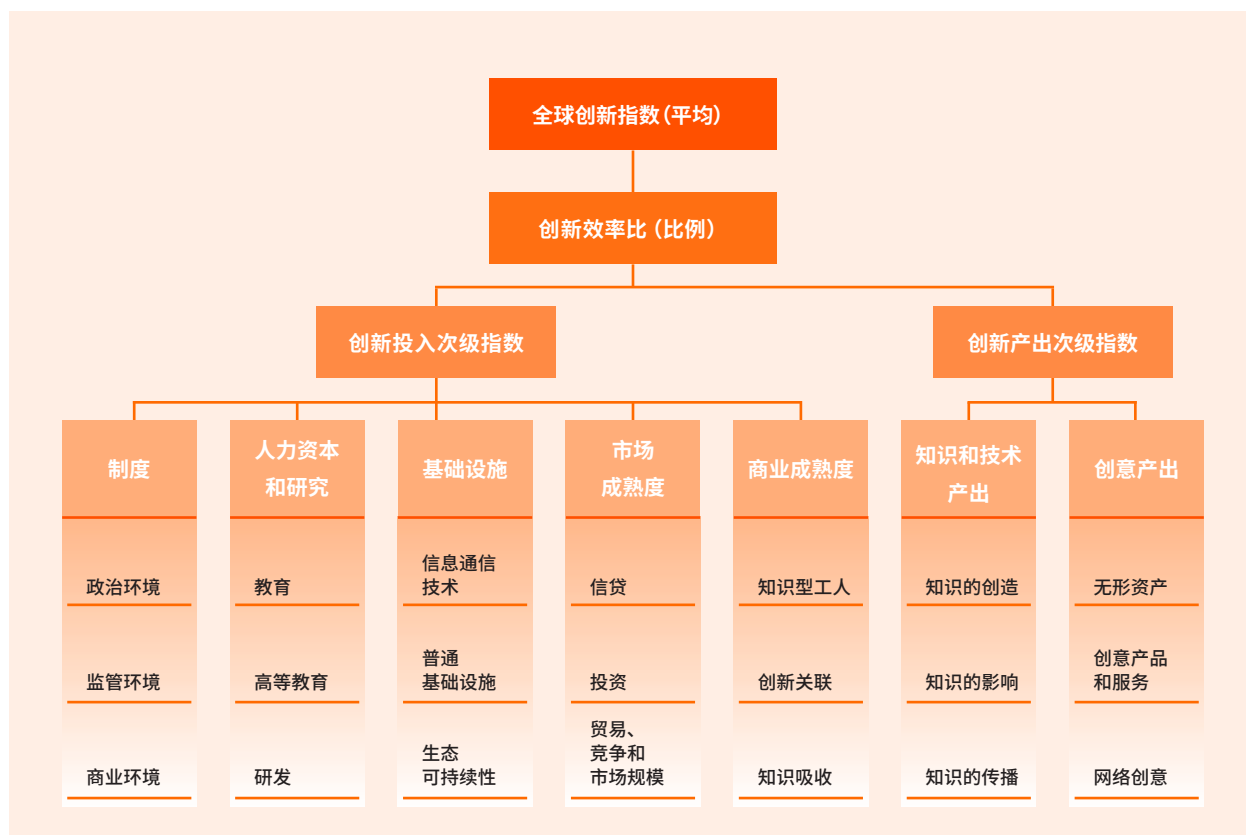 全球创新指数(平均)
创新效率比(比例)
创新投入次级指数
创新产出次级指数
制度
人力资本
和研究
基础设施
市场
成熟度
商业成熟度
知识和技术
产出
创意产出
政治环境
教育
信息通信
技术
信贷
知识型工人
知识的创造
无形资产
监管环境
高等教育
普通
基础设施
投资
创新关联
知识的影响
创意产品
和服务
商业环境
研发
生态
可持续性
贸易、
竞争和
市场规模
知识吸收
知识的传播
网络创意